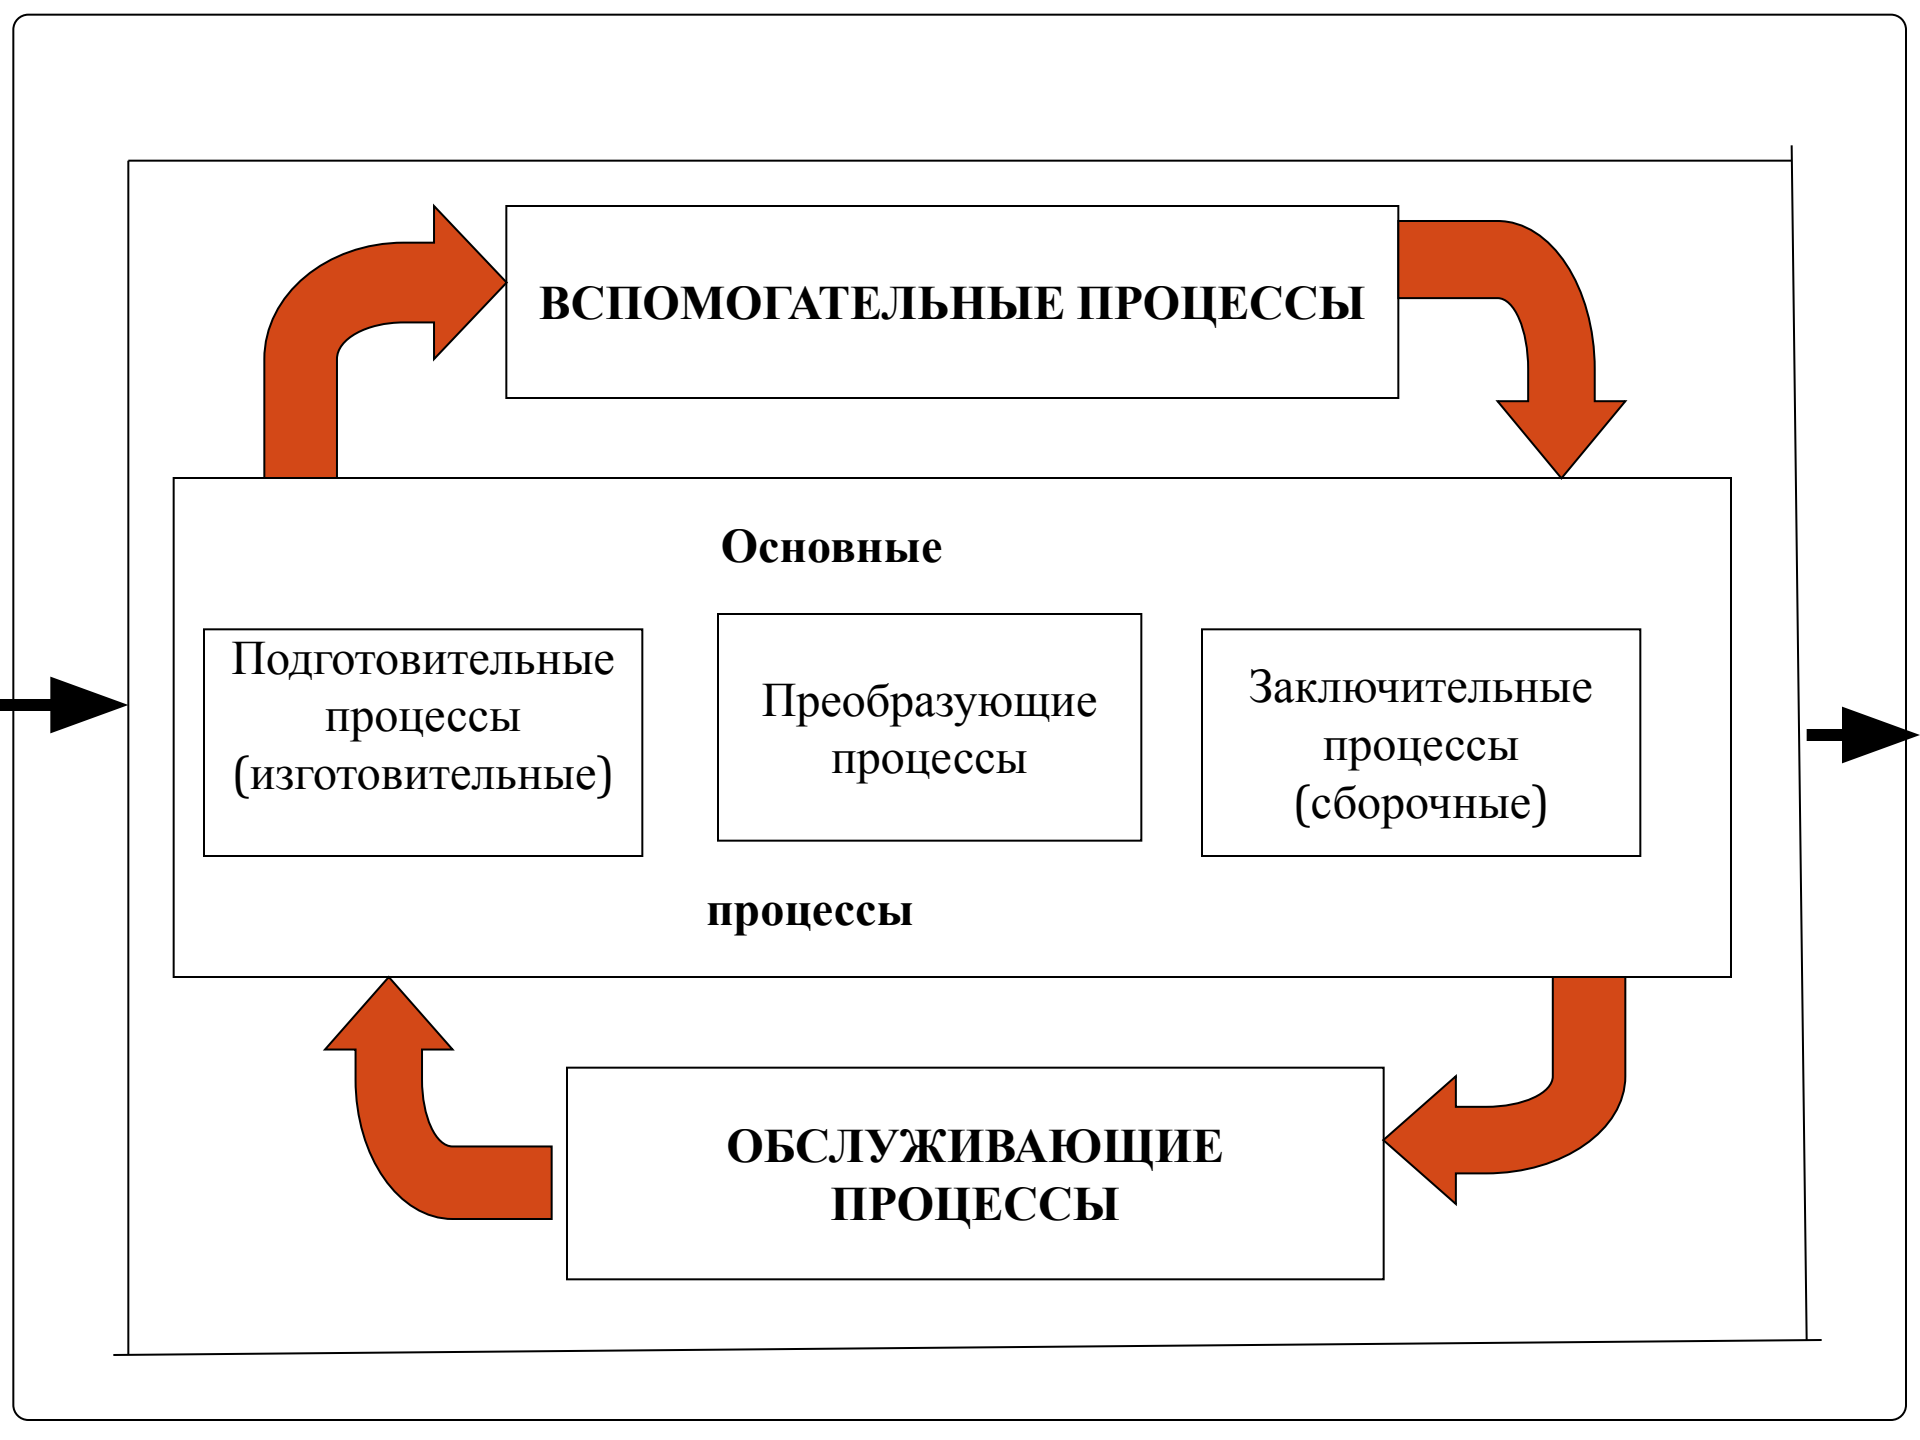 ВСПОМОГАТЕЛЬНЫЕ ПРОЦЕССЫ
Основные
Подготовительные
процессы
(изготовительные)
Преобразующие
процессы
Заключительные
процессы
(сборочные)
процессы
ОБСЛУЖИВАЮЩИЕ
ПРОЦЕССЫ